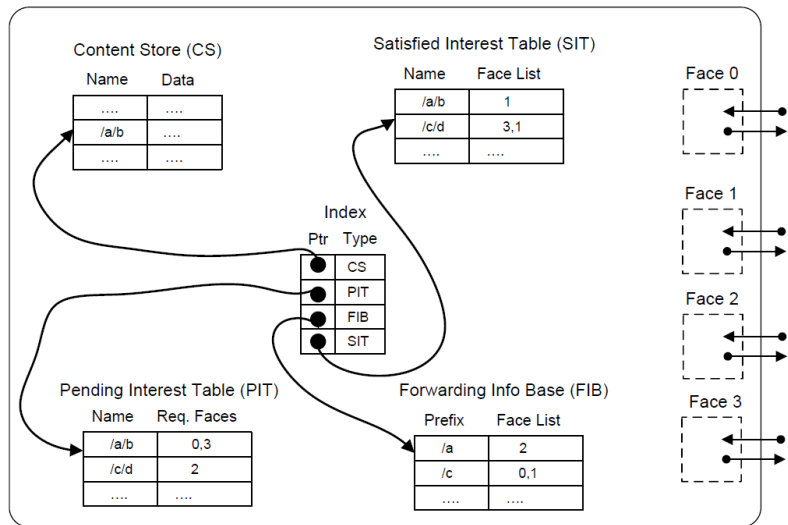 Content Store (CS)
Name Data
.... ....
/a/b ....
.... ....
Satisfied Interest Table (SIT)
Name Face List
/a/b 1
/c/d 3,1
.... ....
Face 0
Face 1
Face 2
Face 3
Index
Ptr Type
CS
PIT
FIB
SIT
Pending Interest Table (PIT)
Name Req. Faces
/a/b 0,3
/c/d 2
.... ....
Forwarding Info Base (FIB)
Prefix Face List
/a 2
/c 0,1
.... ....